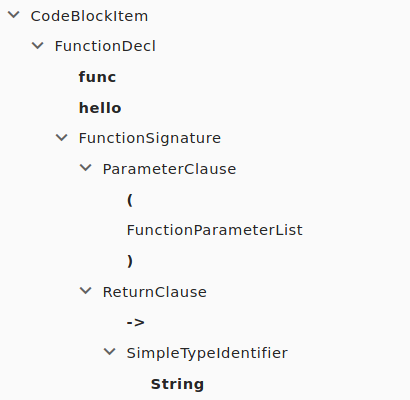 CodeBlockItem
FunctionDecl
func
hello
FunctionSignature
ParameterClause
(
FunctionParameterList
)
ReturnClause
->
SimpleTypeIdentifier
String